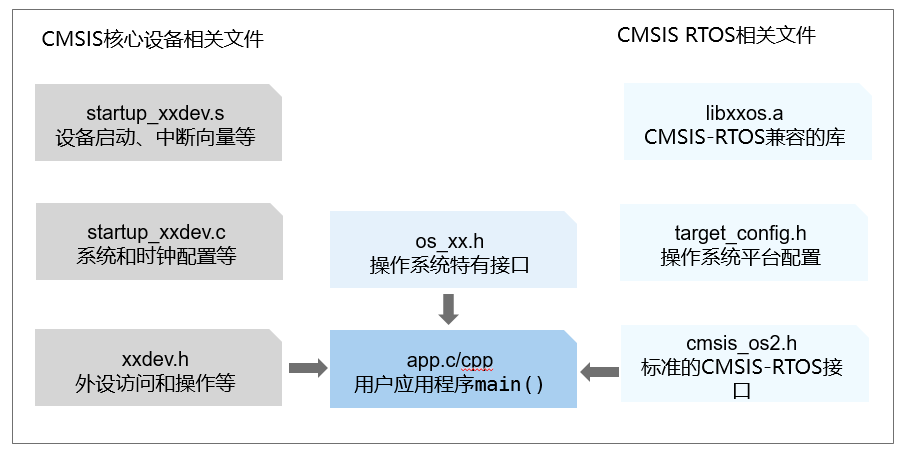 CMSIS核心设备相关文件
CMSIS RTOS相关文件
startup_xxdev.s
设备启动、中断向量等
libxxos.a
CMSIS-RTOS兼容的库
startup_xxdev.c
系统和时钟配置等
os_xx.h
操作系统特有接口
target_config.h
操作系统平台配置
xxdev.h
外设访问和操作等
app.c/cpp
用户应用程序main()
cmsis_os2.h
标准的CMSIS-RTOS接
口